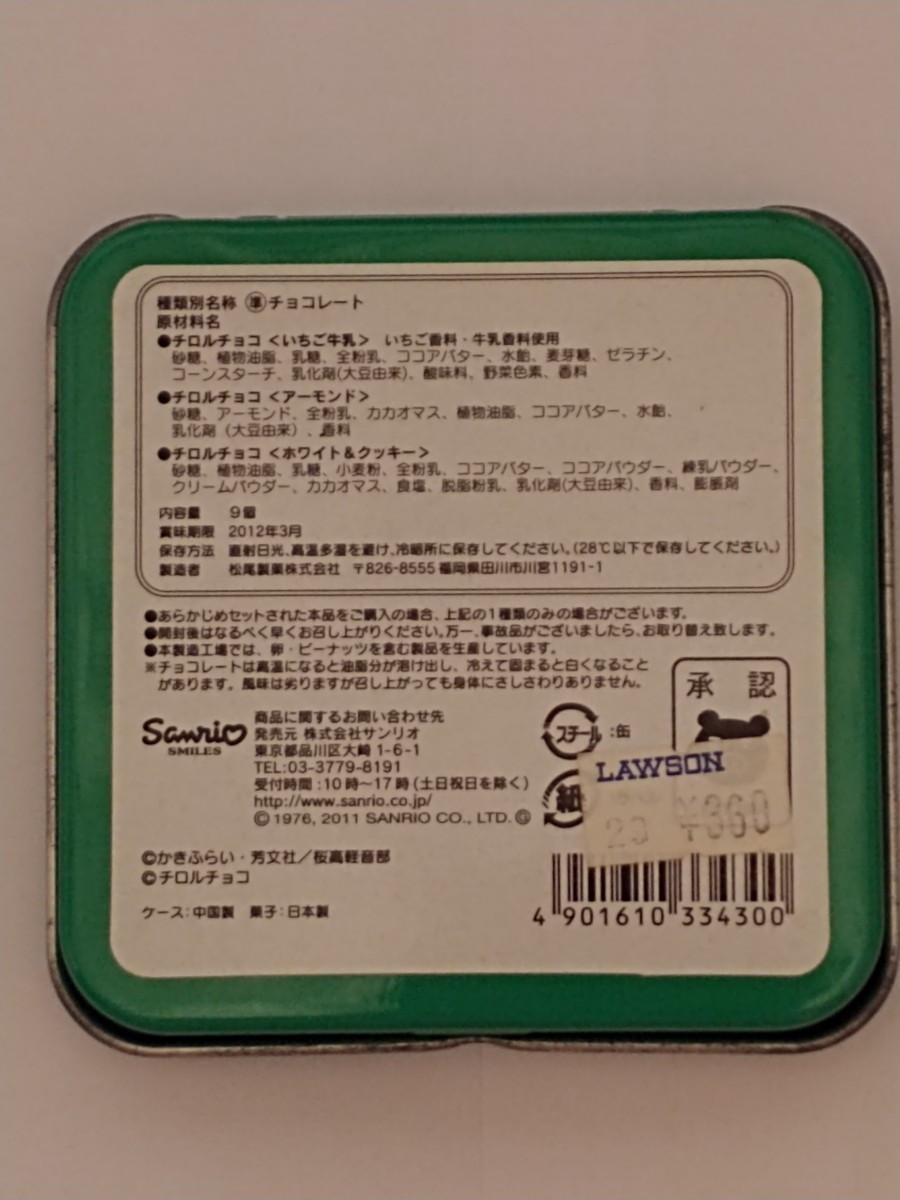 種類別名称 準チョコレート
原材料名
●チロルチョコ<いちご牛乳> いちご香料・牛乳香料使用
砂糖、植物油脂、乳糖、全粉乳、ココアバター、水飴、麦芽糖、ゼラチン、
コーンスターチ、乳化剤(大豆由来)、酸味料、野菜色素、香料
●チロルチョコ<アーモンド>
砂糖、アーモンド、全粉乳、カカオマス、植物油脂、ココアバター、水飴、
乳化剤(大豆由来)、香料
●チロルチョコ<ホワイト&クッキー>
砂糖、植物油脂、乳糖、小麦粉、全粉乳、ココアバター、ココアパウダー、練乳パウダー、
クリームパウダー、カカオマス、食塩、脱脂粉乳、乳化剤(大豆由来)、香料、膨脹剤
内容量 9個
賞味期限 2012年3月
保存方法 直射日光、高温多湿を避け、冷暗所に保存してください。(28℃以下で保存してください。)
製造者 松尾製菓株式会社 〒826-8555 福岡県田川市川宮1191-1
●あらかじめセットされた本品をご購入の場合、上記の1種類のみの場合がございます。
●開封後はなるべく早くお召し上がりください。万一、事故品がございましたら、お取り替え致します。
●本製造工場では、卵・ピーナッツを含む製品を生産しています。
※チョコレートは高温になると油脂分が溶け出し、冷えて固まると白くなること
があります。風味は劣りますが召し上がっても身体にさしさわりありません。
承認
Sanrio
SMILES
商品に関するお問い合わせ先
発売元 株式会社サンリオ
東京都品川区大崎1-6-1
TEL:03-3779-8191
受付時間:10時〜17時(土日祝日を除く)
http://www.sanrio.co.jp/
©1976, 2011 SANRIO CO., LTD. Ⓖ
スチール:缶
紙
LAWSON
23 ¥360
©かきふらい・芳文社/桜高軽音部
©チロルチョコ
ケース:中国製 菓子:日本製
4 901610 334300